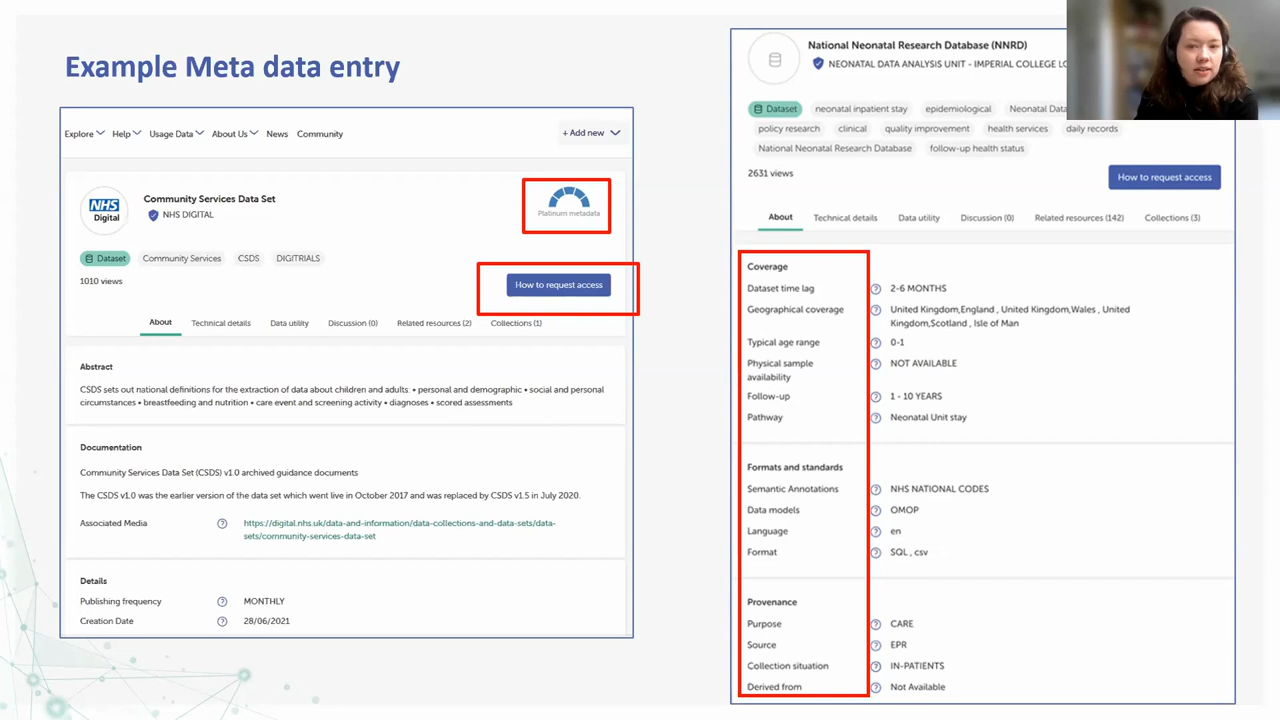 Example Meta data entry
Explore Help Usage Data About Us News Community + Add new
NHS
Digital
Community Services Data Set
NHS DIGITAL
Platinum metadata
Dataset Community Services CSDS DIGITRIALS
1010 views
How to request access
About Technical details Data utility Discussion (0) Related resources (2) Collections (1)
Abstract
CSDS sets out national definitions for the extraction of data about children and adults: • personal and demographic • social and personal
circumstances • breastfeeding and nutrition • care event and screening activity • diagnoses • scored assessments
Documentation
Community Services Data Set (CSDS) v1.0 archived guidance documents
The CSDS v1.0 was the earlier version of the data set which went live in October 2017 and was replaced by CSDS v1.5 in July 2020.
Associated Media ? https://digital.nhs.uk/data-and-information/data-collections-and-data-sets/data-
sets/community-services-data-set
Details
Publishing frequency ? MONTHLY
Creation Date ? 28/06/2021
National Neonatal Research Database (NNRD)
NEONATAL DATA ANALYSIS UNIT - IMPERIAL COLLEGE LO
Dataset neonatal inpatient stay epidemiological Neonatal Data
policy research clinical quality improvement health services daily records
National Neonatal Research Database follow-up health status
2631 views
How to request access
About Technical details Data utility Discussion (0) Related resources (142) Collections (3)
Coverage
Dataset time lag ? 2-6 MONTHS
Geographical coverage ? United Kingdom,England , United Kingdom,Wales , United
Kingdom,Scotland , Isle of Man
Typical age range ? 0-1
Physical sample ? NOT AVAILABLE
availability
Follow-up ? 1 - 10 YEARS
Pathway ? Neonatal Unit stay
Formats and standards
Semantic Annotations ? NHS NATIONAL CODES
Data models ? OMOP
Language ? en
Format ? SQL , csv
Provenance
Purpose ? CARE
Source ? EPR
Collection situation ? IN-PATIENTS
Derived from ? Not Available